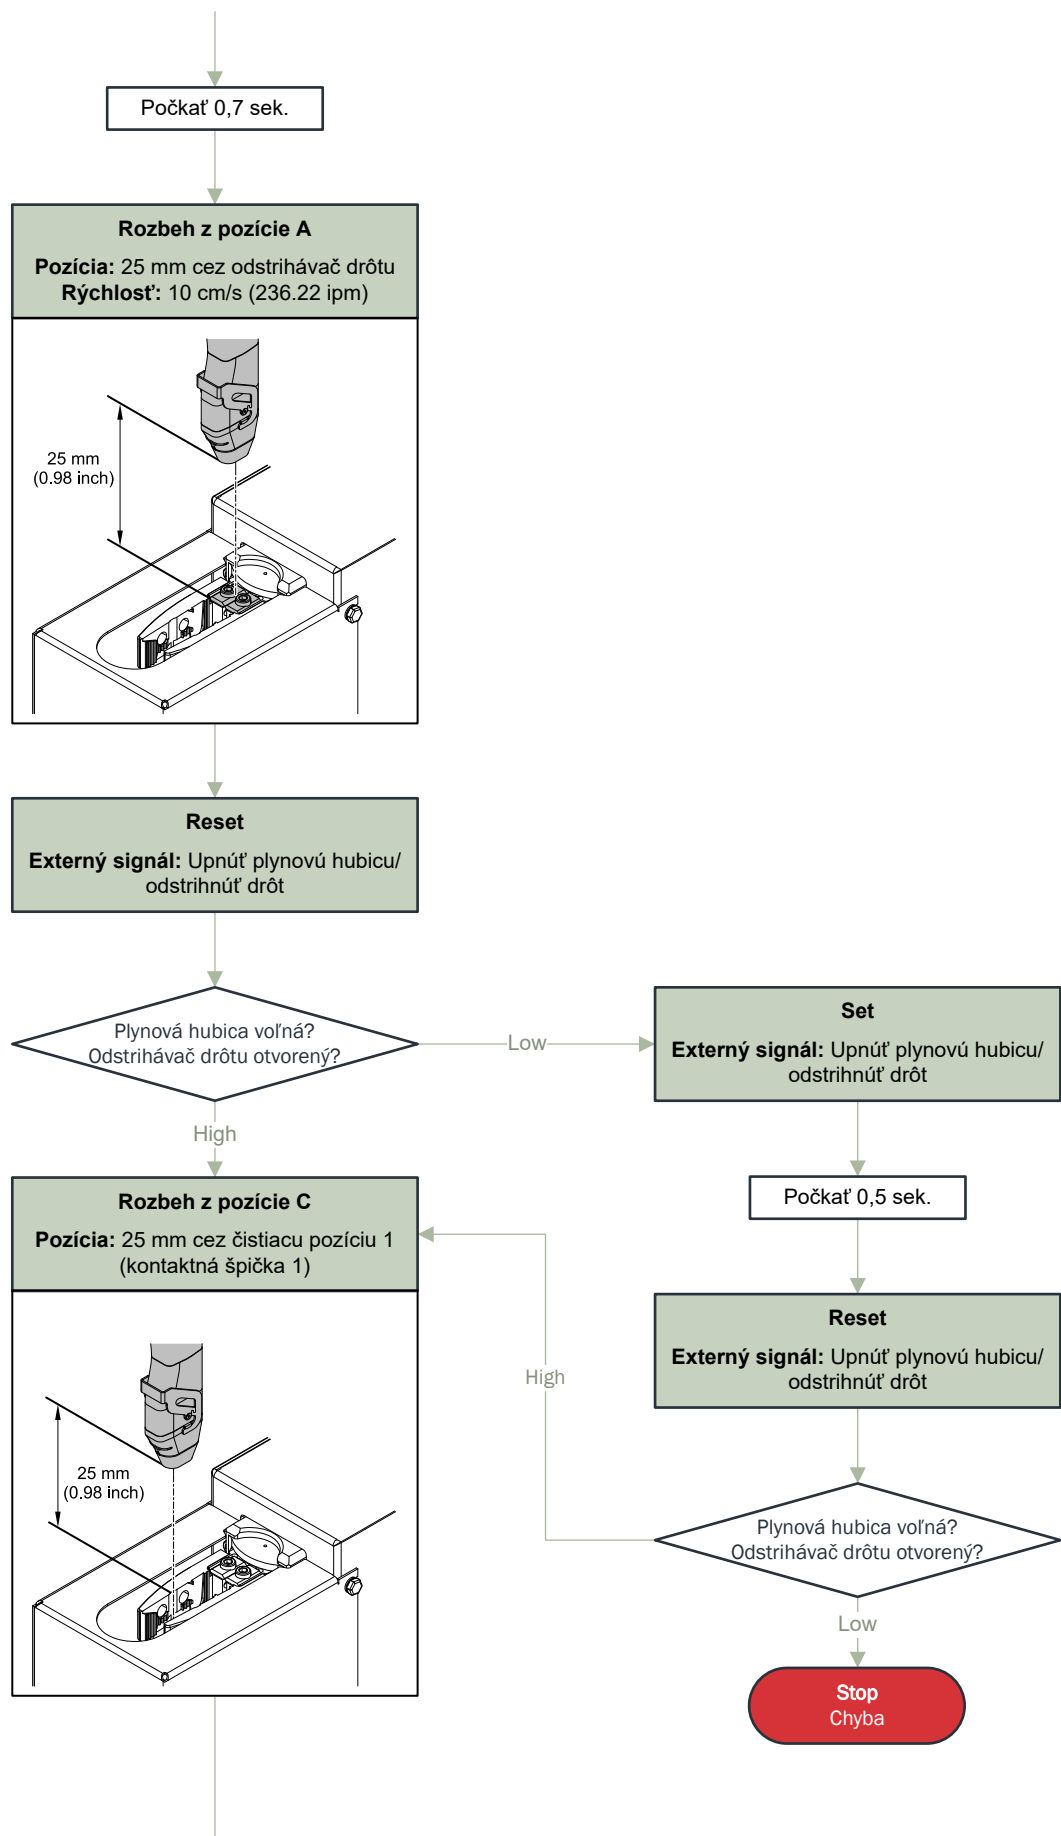 Počkať 0,7 sek.
Rozbeh z pozície A
Pozícia: 25 mm cez odstrihávač drôtu
Rýchlosť: 10 cm/s (236.22 ipm)
25 mm
(0.98 inch)
Reset
Externý signál: Upnúť plynovú hubicu/
odstrihnúť drôt
Plynová hubica voľná?
Odstrihávač drôtu otvorený?
Low
Set
Externý signál: Upnúť plynovú hubicu/
odstrihnúť drôt
High
Počkať 0,5 sek.
Rozbeh z pozície C
Pozícia: 25 mm cez čistiacu pozíciu 1
(kontaktná špička 1)
Reset
Externý signál: Upnúť plynovú hubicu/
odstrihnúť drôt
High
25 mm
(0.98 inch)
Plynová hubica voľná?
Odstrihávač drôtu otvorený?
Low
Stop
Chyba